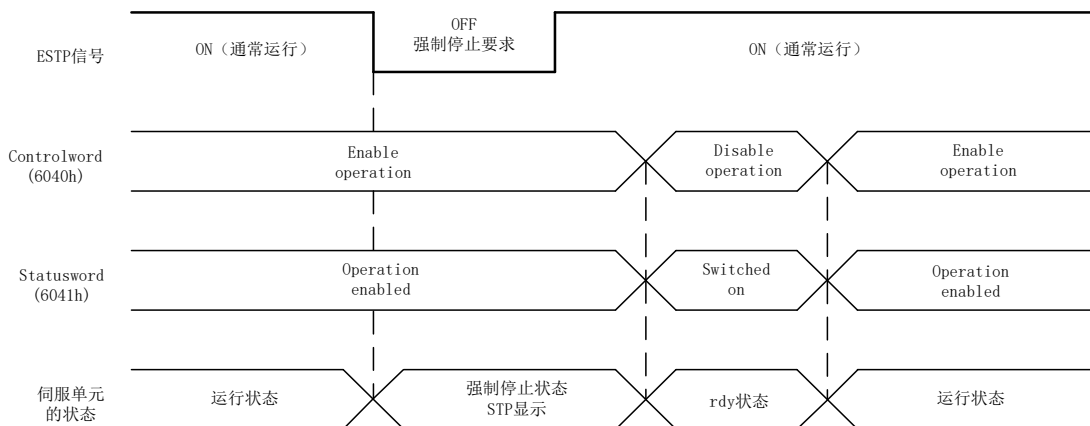 ESTP信号
ON（通常运行）
OFF
强制停止要求
ON（通常运行）
Controlword
(6040h)
Enable
operation
Disable
operation
Enable
operation
Statusword
(6041h)
Operation
enabled
Switched
on
Operation
enabled
伺服单元
的状态
运行状态
强制停止状态
STP显示
rdy状态
运行状态